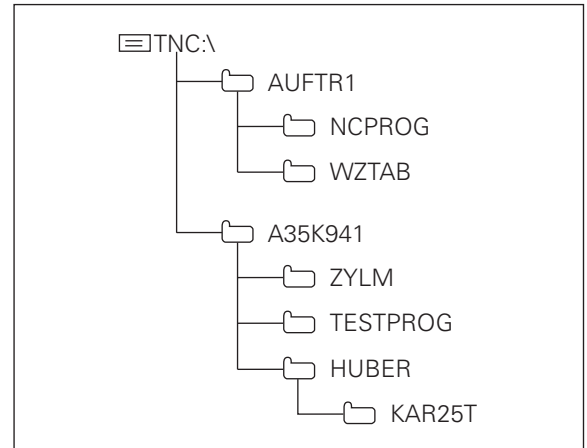 TNC:\
AUFTR1
NCPROG
WZTAB
A35K941
ZYLM
TESTPROG
HUBER
KAR25T